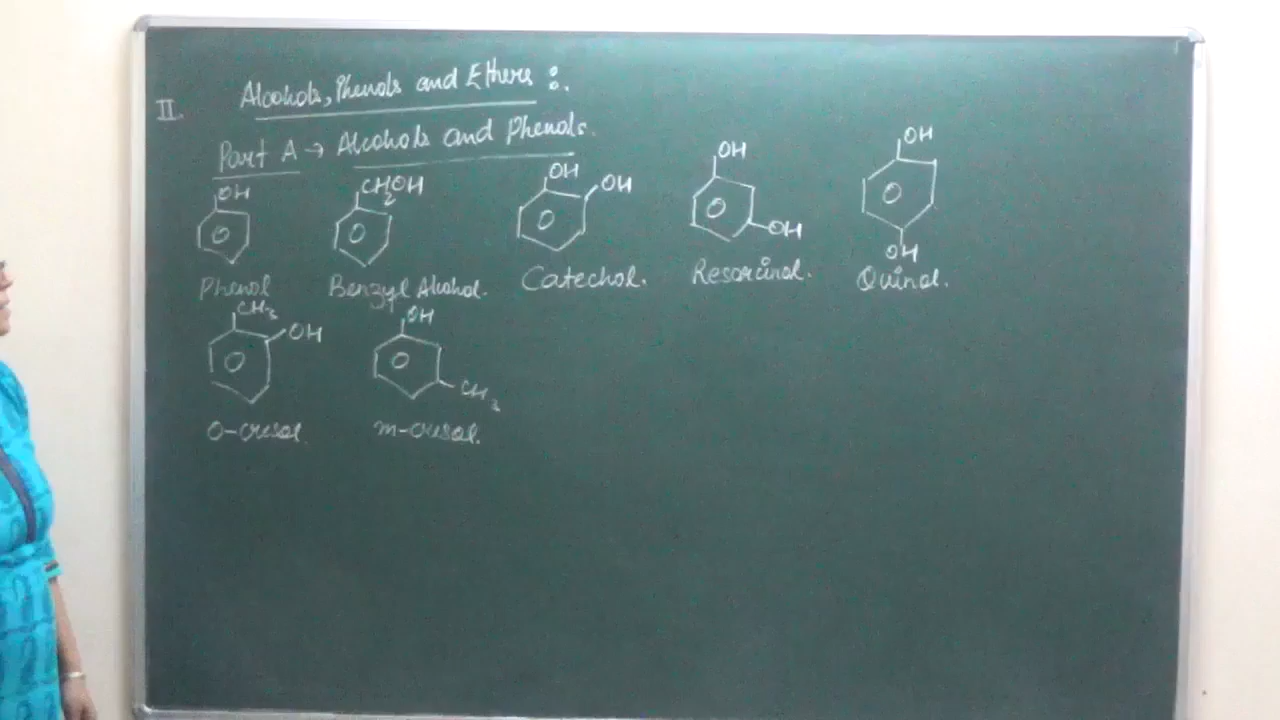 II. Alcohols, Phenols and Ethers :.
Part A → Alcohols and Phenols.
OH CH2OH OH OH OH OH OH
OH
Phenol Benzyl Alcohol. Catechol. Resorcinol. Quinol.
CH3 OH OH
CH3
o-cresol. m-cresol.